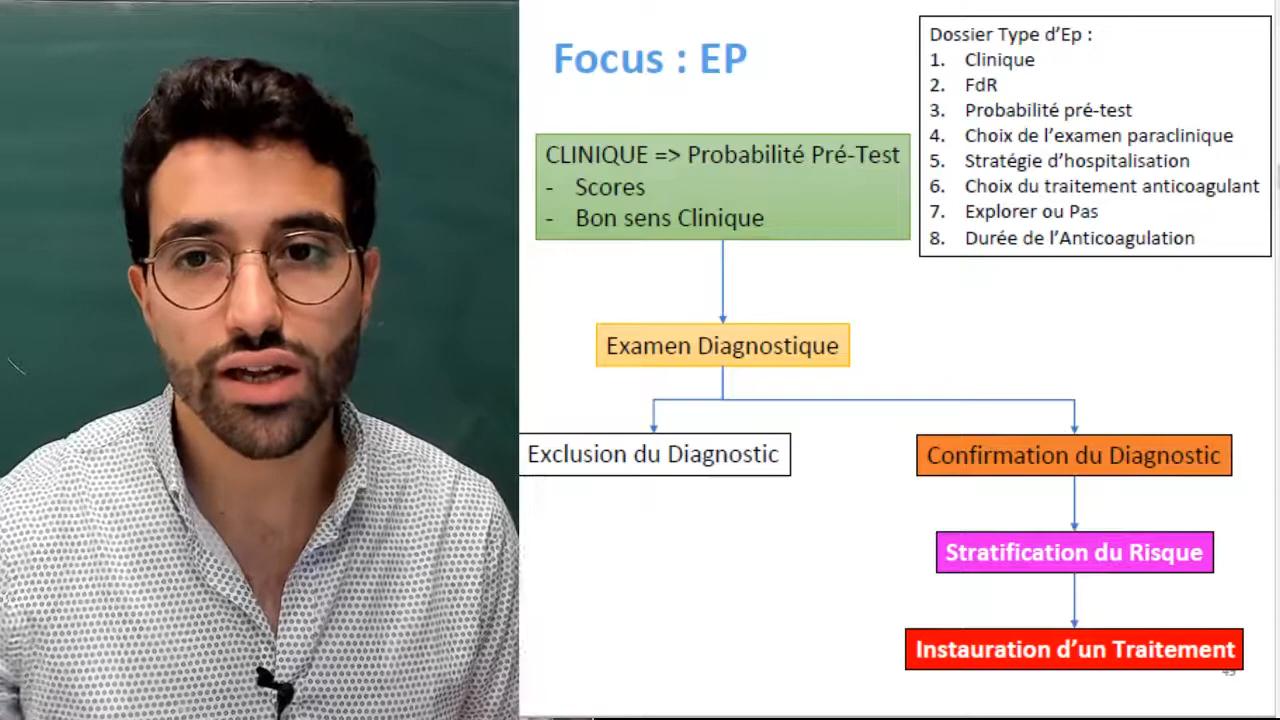 Focus : EP
Dossier Type d'Ep :
1. Clinique
2. FdR
3. Probabilité pré-test
4. Choix de l'examen paraclinique
5. Stratégie d'hospitalisation
6. Choix du traitement anticoagulant
7. Explorer ou Pas
8. Durée de l'Anticoagulation
CLINIQUE => Probabilité Pré-Test
- Scores
- Bon sens Clinique
Examen Diagnostique
Exclusion du Diagnostic
Confirmation du Diagnostic
Stratification du Risque
Instauration d'un Traitement